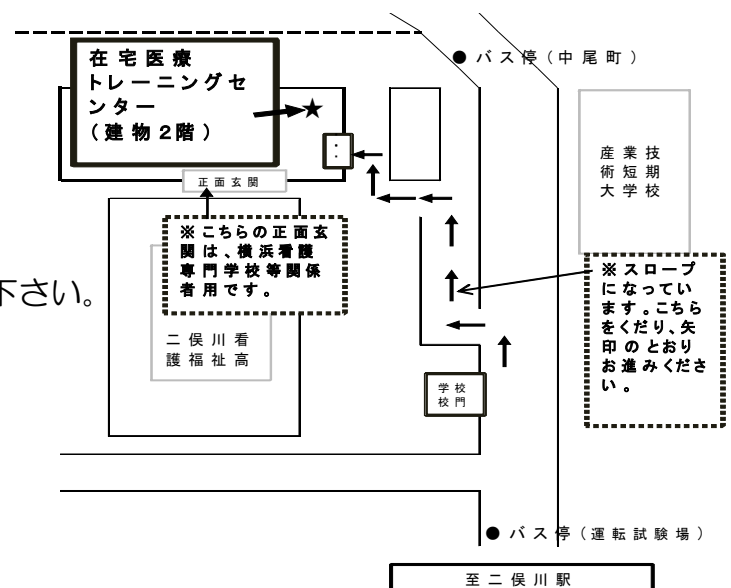 在宅医療
トレーニングセ
ンター
(建物2階)
★
●バス停(中尾町)
産業技
術短期
大学校
正面玄関
※こちらの正面玄
関は、横浜看護
専門学校等関係
者用です。
下さい。
二俣川看
護福祉高
※スロープ
になってい
ます。こちら
をくだり、矢
印のとおり
お進みくださ
い。
学校
校門
●バス停(運転試験場)
至二俣川駅